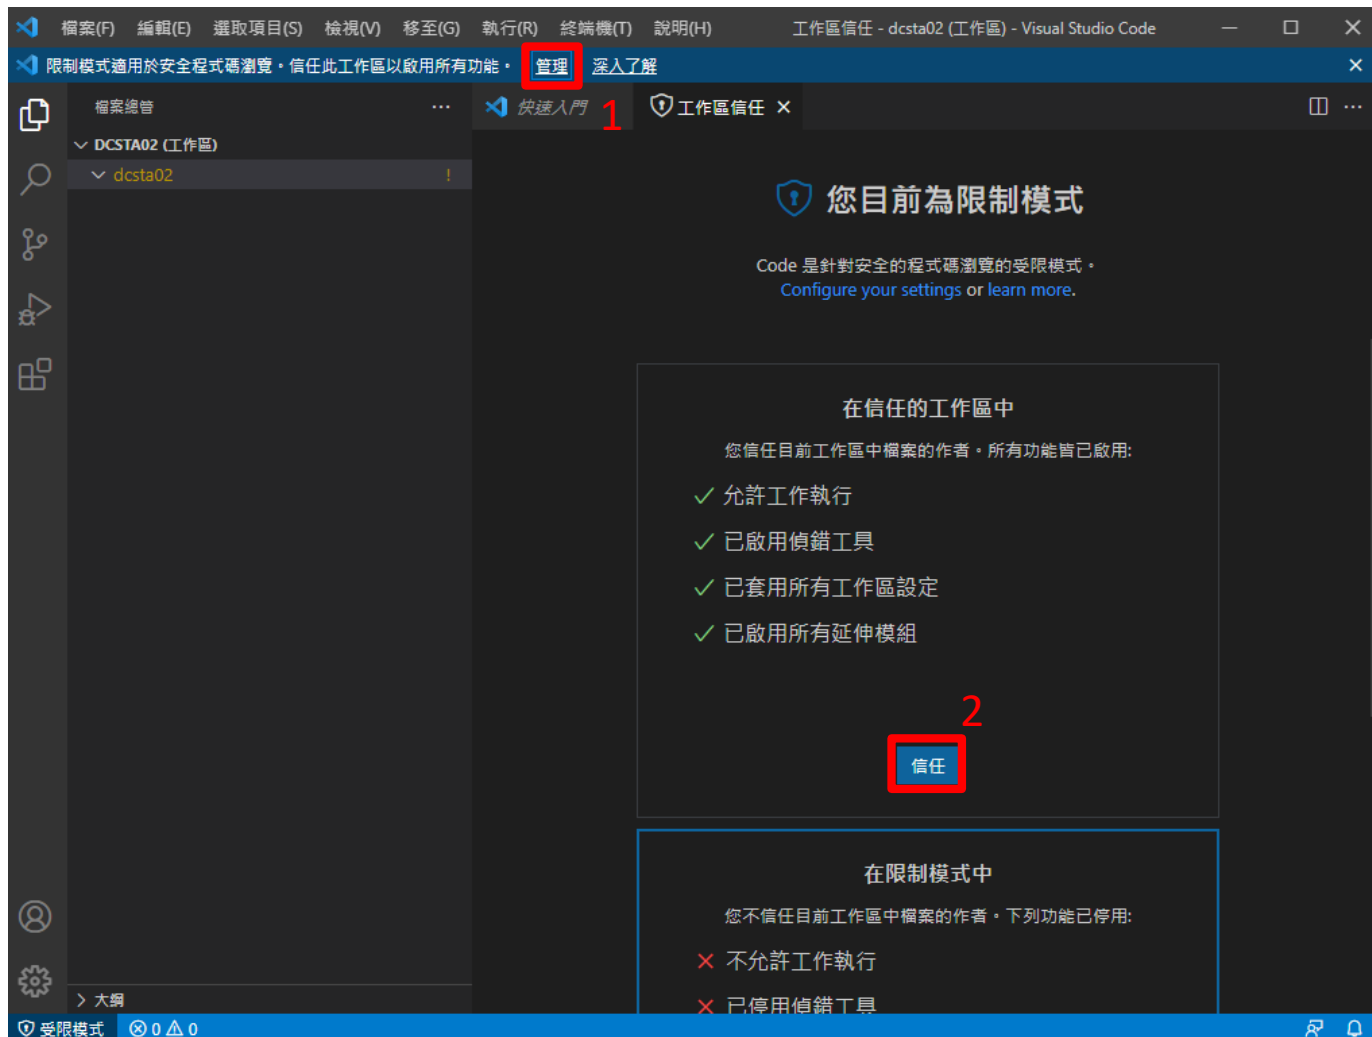 檔案(F) 編輯(E) 選取項目(S) 檢視(V) 移至(G) 執行(R) 終端機(T) 說明(H) 工作區信任 - dcsta02 (工作區) - Visual Studio Code
限制模式適用於安全程式碼瀏覽。信任此工作區以啟用所有功能。 管理 深入了解
1
檔案總管 ··· 快速入門 工作區信任
DCSTA02 (工作區)
dcsta02 !
您目前為限制模式
Code 是針對安全的程式碼瀏覽的受限模式。
Configure your settings or learn more.
在信任的工作區中
您信任目前工作區中檔案的作者。所有功能皆已啟用:
允許工作執行
已啟用偵錯工具
已套用所有工作區設定
已啟用所有延伸模組
2
信任
在限制模式中
您不信任目前工作區中檔案的作者。下列功能已停用:
不允許工作執行
已停用偵錯工具
大綱
受限模式 0 0